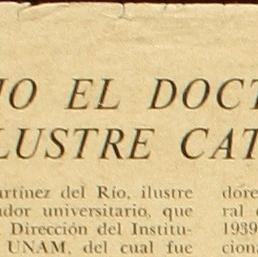 IO EL DOCT
LUSTRE CAT
artínez del Río, ilustre
ador universitario, que
Dirección del Institu-
UNAM, del cual fue
dore
ral
1939
ciona